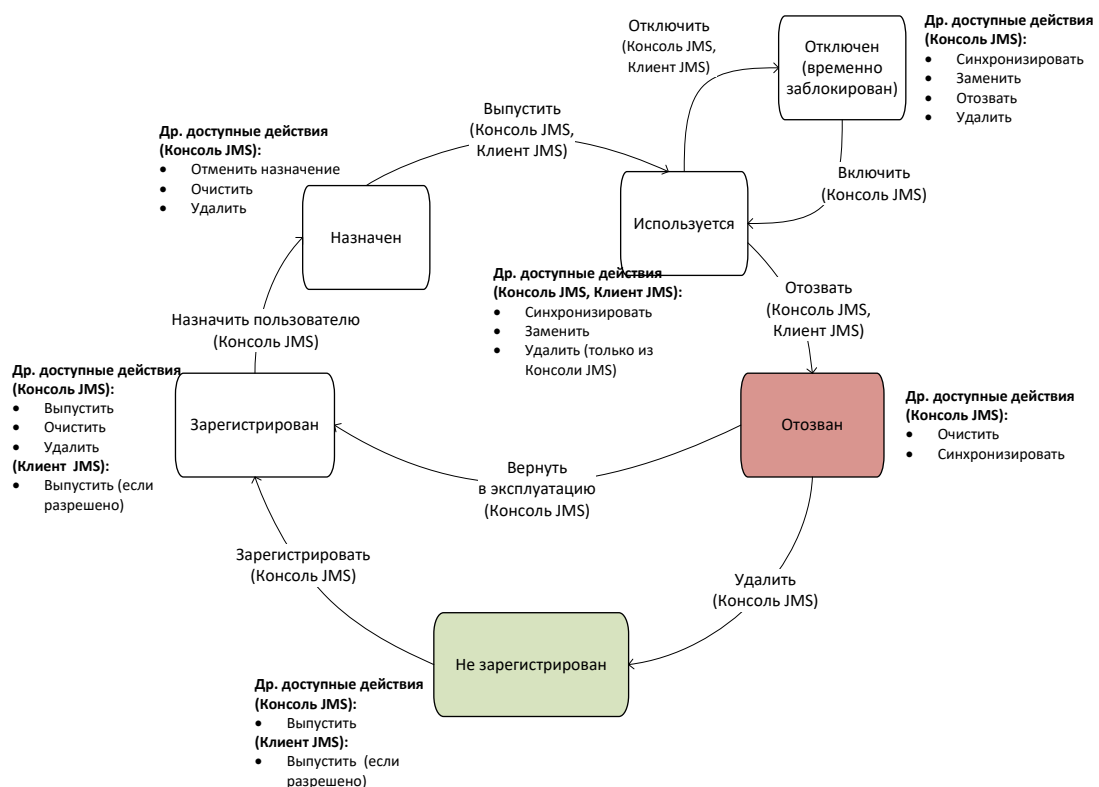 Отключить
(Консоль JMS,
Клиент JMS)
Отключен
(временно
заблокирован)
Др. доступные действия
(Консоль JMS):
• Синхронизировать
• Заменить
• Отозвать
• Удалить
Выпустить
(Консоль JMS,
Клиент JMS)
Др. доступные действия
(Консоль JMS):
• Отменить назначение
• Очистить
• Удалить
Включить
(Консоль JMS)
Назначен
Используется
Др. доступные действия
(Консоль JMS, Клиент JMS):
• Синхронизировать
• Заменить
• Удалить (только из
Консоли JMS)
Отозвать
(Консоль JMS,
Клиент JMS)
Назначить пользователю
(Консоль JMS)
Др. доступные действия
(Консоль JMS):
• Выпустить
• Очистить
• Удалить
(Клиент JMS):
• Выпустить (если
разрешено)
Зарегистрирован
Отозван
Др. доступные действия
(Консоль JMS):
• Очистить
• Синхронизировать
Вернуть
в эксплуатацию
(Консоль JMS)
Зарегистрировать
(Консоль JMS)
Удалить
(Консоль JMS)
Не зарегистрирован
Др. доступные действия
(Консоль JMS):
• Выпустить
(Клиент JMS):
• Выпустить (если
разрешено)